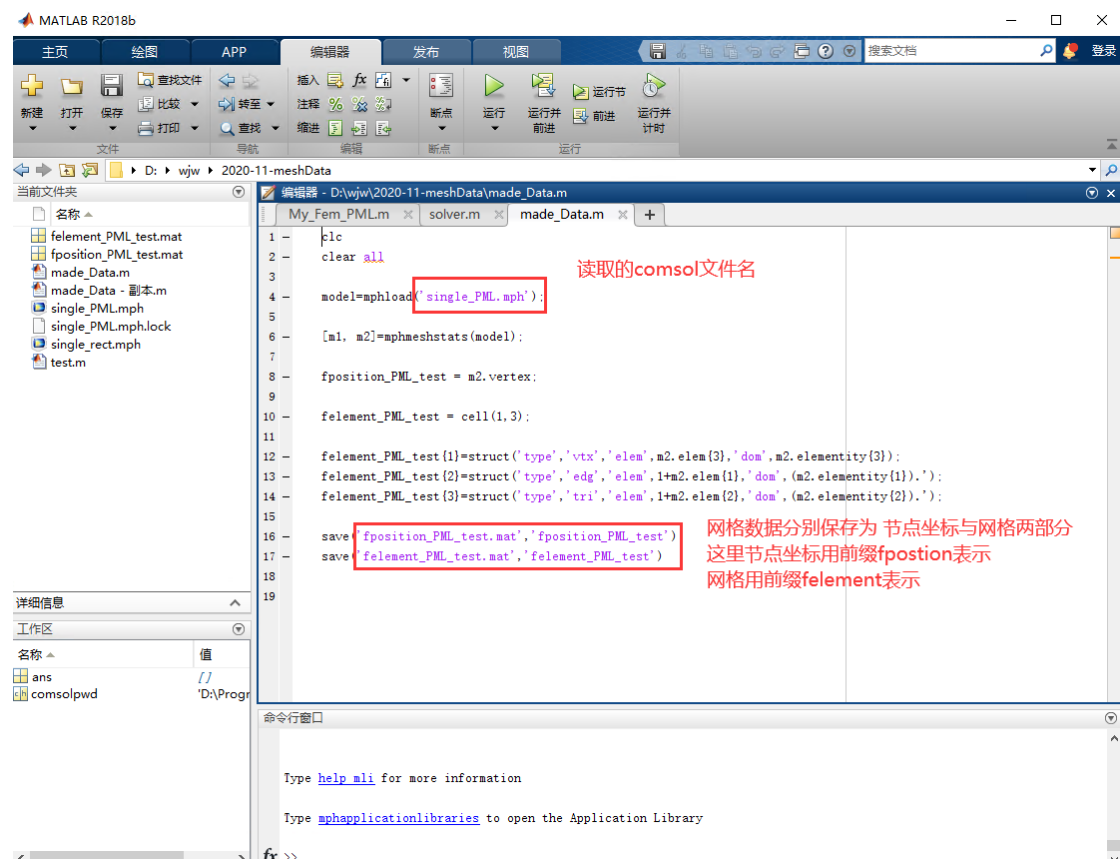 MATLAB R2018b
主页 绘图 APP 编辑器 发布 视图 搜索文档 登录
新建 打开 保存 查找文件 比较 打印 转至 查找 插入 注释 缩进 断点 运行 运行并前进 运行节 前进 运行并计时
文件 导航 编辑 断点 运行
D: wjw 2020-11-meshData
当前文件夹
名称
felement_PML_test.mat
fposition_PML_test.mat
made_Data.m
made_Data - 副本.m
single_PML.mph
single_PML.mph.lock
single_rect.mph
test.m
详细信息
工作区
名称 值
ans []
comsolpwd 'D:\Progr
编辑器 - D:\wjw\2020-11-meshData\made_Data.m
My_Fem_PML.m solver.m made_Data.m +
1 – clc
2 – clear all
3
4 – model=mphload('single_PML.mph');
5
6 – [m1, m2]=mphmeshstats(model);
7
8 – fposition_PML_test = m2.vertex;
9
10 – felement_PML_test = cell(1,3);
11
12 – felement_PML_test{1}=struct('type','vtx','elem',m2.elem{3},'dom',m2.elementity{3});
13 – felement_PML_test{2}=struct('type','edg','elem',1+m2.elem{1},'dom',(m2.elementity{1}).');
14 – felement_PML_test{3}=struct('type','tri','elem',1+m2.elem{2},'dom',(m2.elementity{2}).');
15
16 – save('fposition_PML_test.mat','fposition_PML_test')
17 – save('felement_PML_test.mat','felement_PML_test')
18
19
读取的comsol文件名
网格数据分别保存为 节点坐标与网格两部分
这里节点坐标用前缀fpostion表示
网格用前缀felement表示
命令行窗口
Type help mli for more information
Type mphapplicationlibraries to open the Application Library
fx >>